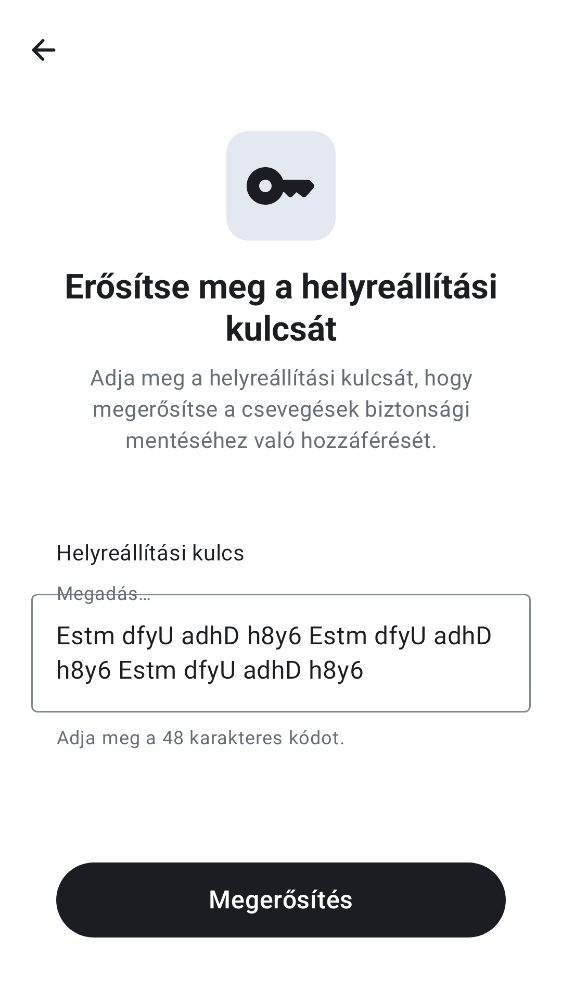 Erősítse meg a helyreállítási
kulcsát
Adja meg a helyreállítási kulcsát, hogy
megerősítse a csevegések biztonsági
mentéséhez való hozzáférését.
Helyreállítási kulcs
Megadás…
Estm dfyU adhD h8y6 Estm dfyU adhD
h8y6 Estm dfyU adhD h8y6
Adja meg a 48 karakteres kódot.
Megerősítés